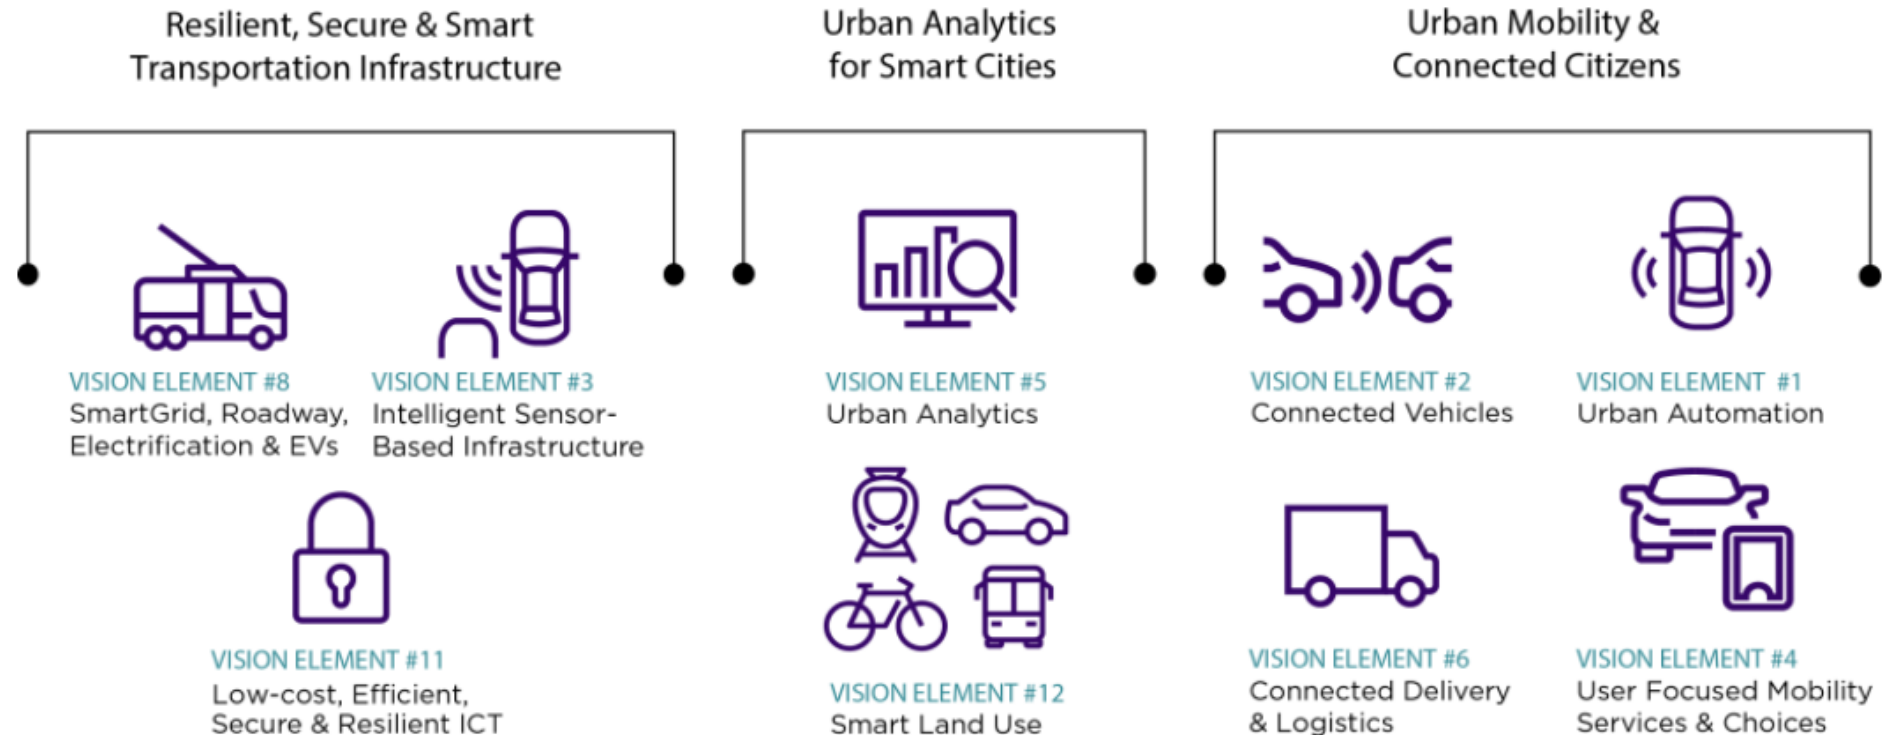 Resilient, Secure & Smart
Transportation Infrastructure
Urban Analytics
for Smart Cities
Urban Mobility &
Connected Citizens
VISION ELEMENT #8
SmartGrid, Roadway,
Electrification & EVs
VISION ELEMENT #3
Intelligent Sensor-
Based Infrastructure
VISION ELEMENT #11
Low-cost, Efficient,
Secure & Resilient ICT
VISION ELEMENT #5
Urban Analytics
VISION ELEMENT #12
Smart Land Use
VISION ELEMENT #2
Connected Vehicles
VISION ELEMENT #1
Urban Automation
VISION ELEMENT #6
Connected Delivery
& Logistics
VISION ELEMENT #4
User Focused Mobility
Services & Choices